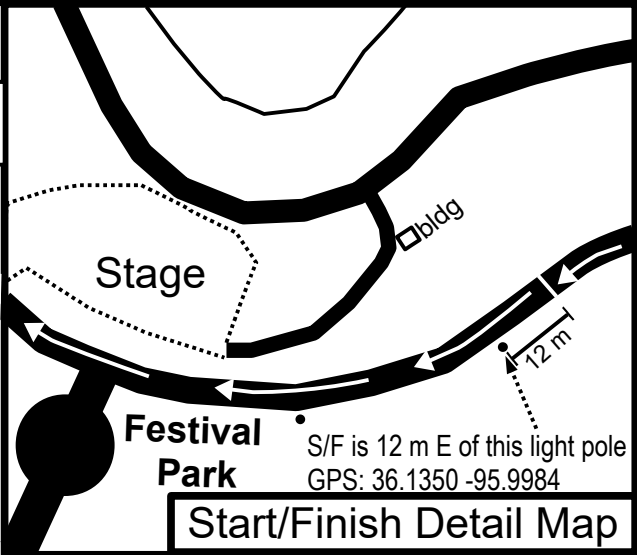 bldg
Stage
12 m
Festival
Park
S/F is 12 m E of this light pole
GPS: 36.1350 -95.9984
Start/Finish Detail Map